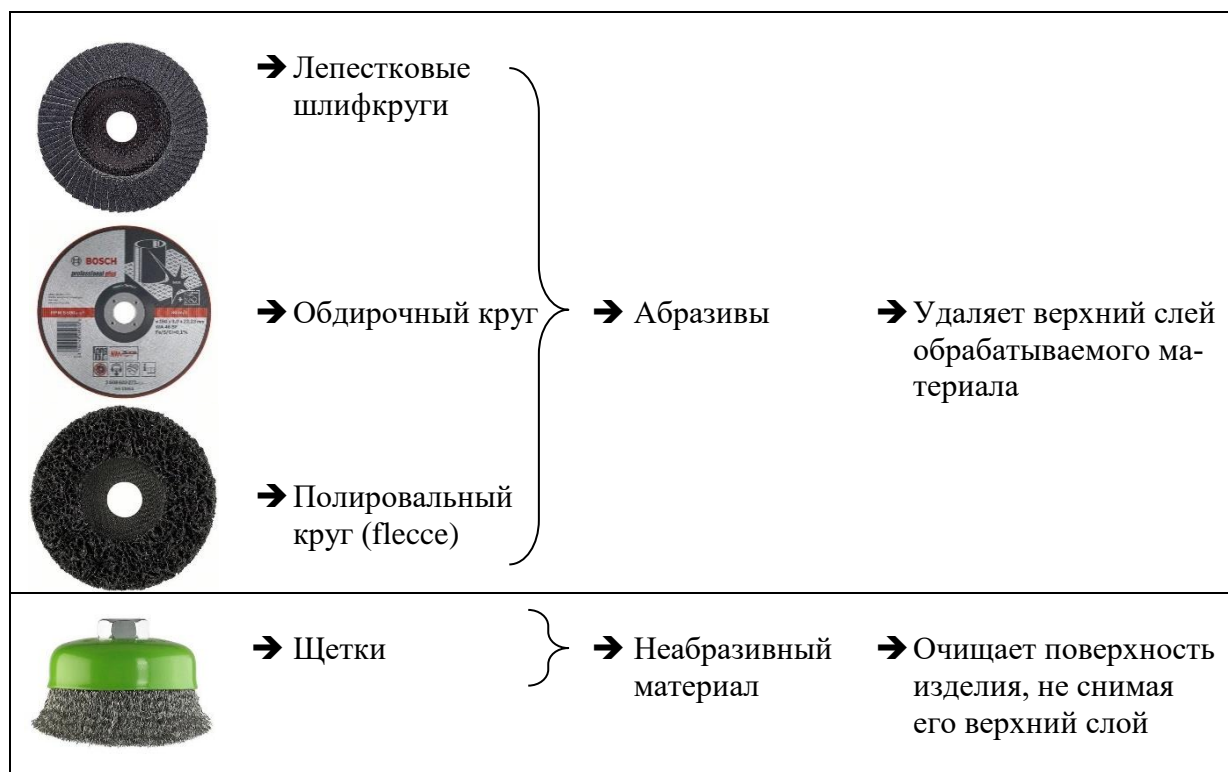 Лепестковые
шлифкруги
BOSCH
professional plus
Обдирочный круг
Абразивы
Удаляет верхний слей
обрабатываемого ма-
териала
Полировальный
круг (flecce)
Щетки
Неабразивный
материал
Очищает поверхность
изделия, не снимая
его верхний слой